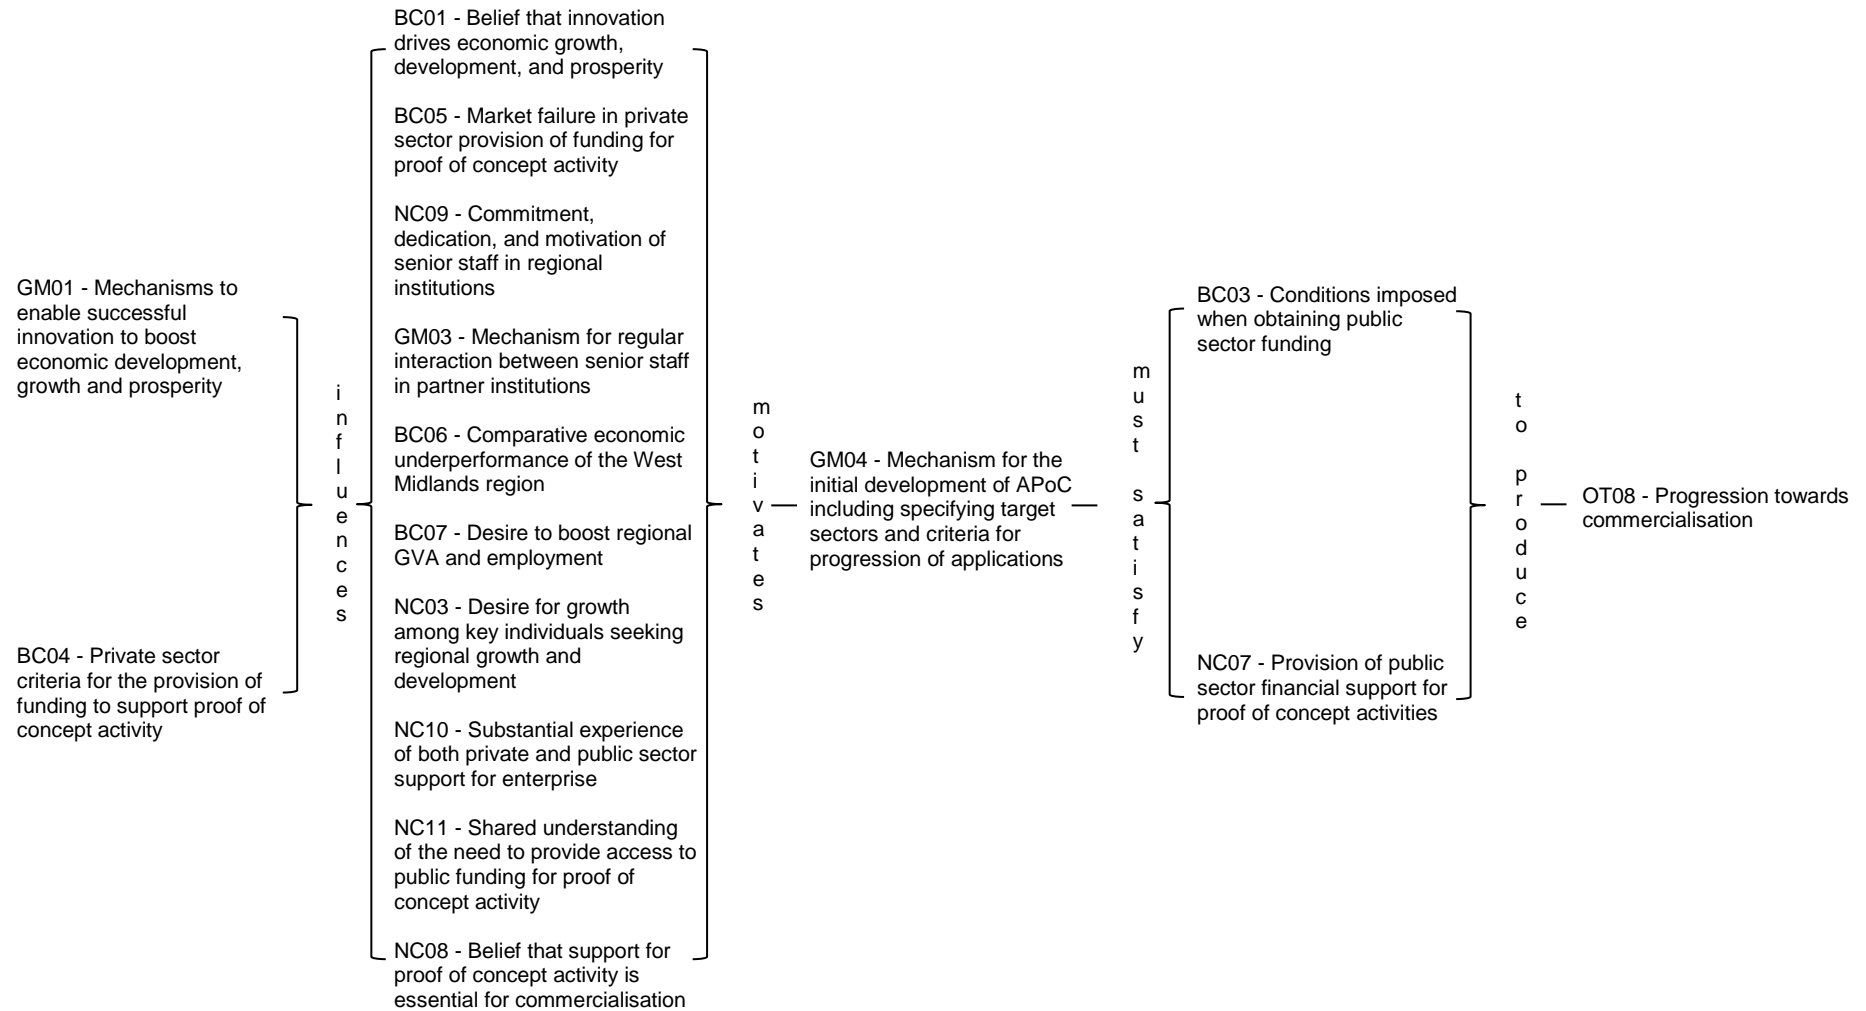 GM01 - Mechanisms to
enable successful
innovation to boost
economic development,
growth and prosperity
BC04 - Private sector
criteria for the provision of
funding to support proof of
concept activity
influences
BC01 - Belief that innovation
drives economic growth,
development, and prosperity
BC05 - Market failure in private
sector provision of funding for
proof of concept activity
NC09 - Commitment,
dedication, and motivation of
senior staff in regional
institutions
GM03 - Mechanism for regular
interaction between senior staff
in partner institutions
BC06 - Comparative economic
underperformance of the West
Midlands region
BC07 - Desire to boost regional
GVA and employment
NC03 - Desire for growth
among key individuals seeking
regional growth and
development
NC10 - Substantial experience
of both private and public sector
support for enterprise
NC11 - Shared understanding
of the need to provide access to
public funding for proof of
concept activity
NC08 - Belief that support for
proof of concept activity is
essential for commercialisation
motivates
GM04 - Mechanism for the
initial development of APoC
including specifying target
sectors and criteria for
progression of applications
must satisfy
BC03 - Conditions imposed
when obtaining public
sector funding
NC07 - Provision of public
sector financial support for
proof of concept activities
to produce
OT08 - Progression towards
commercialisation